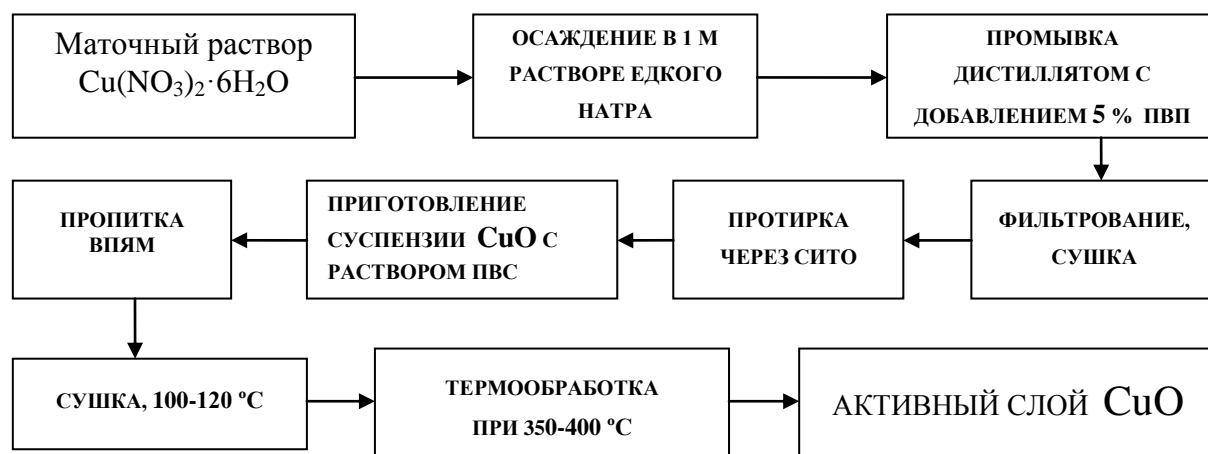 Маточный раствор
Cu(NO₃)₂·6H₂O
ОСАЖДЕНИЕ В 1 М
РАСТВОРЕ ЕДКОГО
НАТРА
ПРОМЫВКА
ДИСТИЛЛЯТОМ С
ДОБАВЛЕНИЕМ 5 % ПВП
ПРОПИТКА
ВПЯМ
ПРИГОТОВЛЕНИЕ
СУСПЕНЗИИ CuO С
РАСТВОРОМ ПВС
ПРОТИРКА
ЧЕРЕЗ СИТО
ФИЛЬТРОВАНИЕ,
СУШКА
СУШКА, 100-120 ºС
ТЕРМООБРАБОТКА
ПРИ 350-400 ºС
АКТИВНЫЙ СЛОЙ CuO